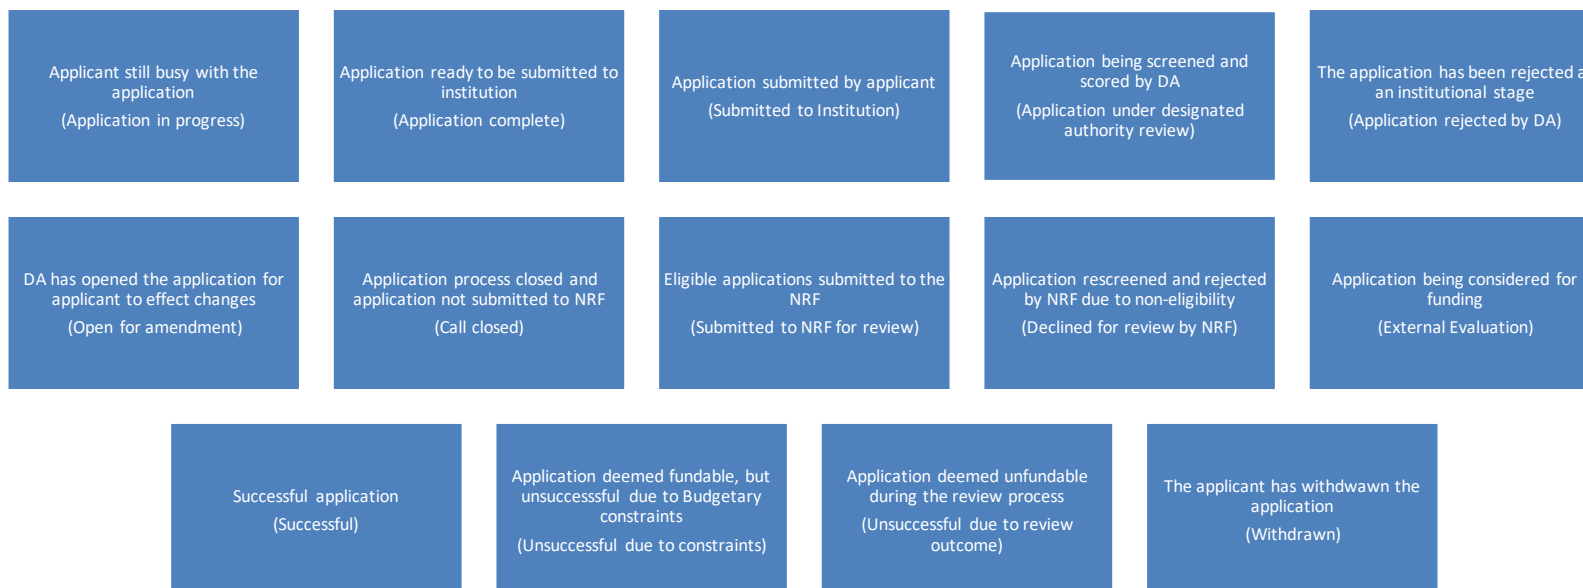 Applicant still busy with the
application
(Application in progress)
Application ready to be submitted to
institution
(Application complete)
Application submitted by applicant
(Submitted to Institution)
Application being screened and
scored by DA
(Application under designated
authority review)
The application has been rejected a
an institutional stage
(Application rejected by DA)
DA has opened the application for
applicant to effect changes
(Open for amendment)
Application process closed and
application not submitted to NRF
(Call closed)
Eligible applications submitted to the
NRF
(Submitted to NRF for review)
Application rescreened and rejected
by NRF due to non-eligibility
(Declined for review by NRF)
Application being considered for
funding
(External Evaluation)
Successful application
(Successful)
Application deemed fundable, but
unsuccesssful due to Budgetary
constraints
(Unsuccessful due to constraints)
Application deemed unfundable
during the review process
(Unsuccessful due to review
outcome)
The applicant has withdwawn the
application
(Withdrawn)